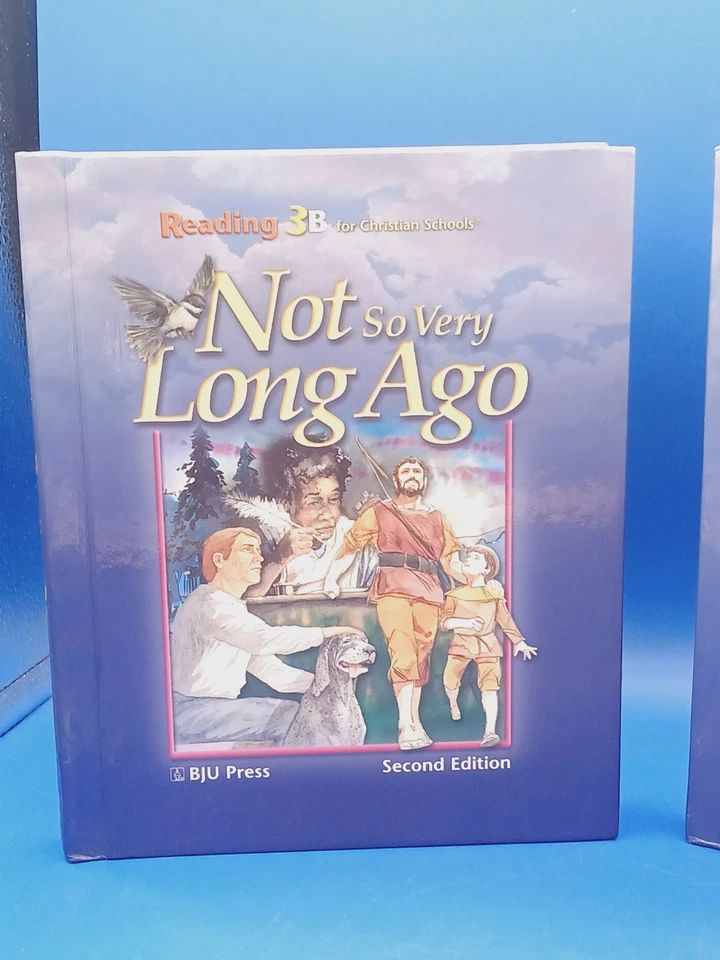 Reading 3B for Christian Schools®
Not So Very
Long Ago
BJU Press
Second Edition